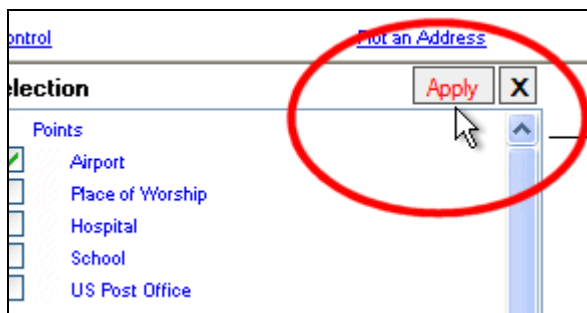 ontrol Plot an Address
election Apply X
Points
Airport
Place of Worship
Hospital
School
US Post Office